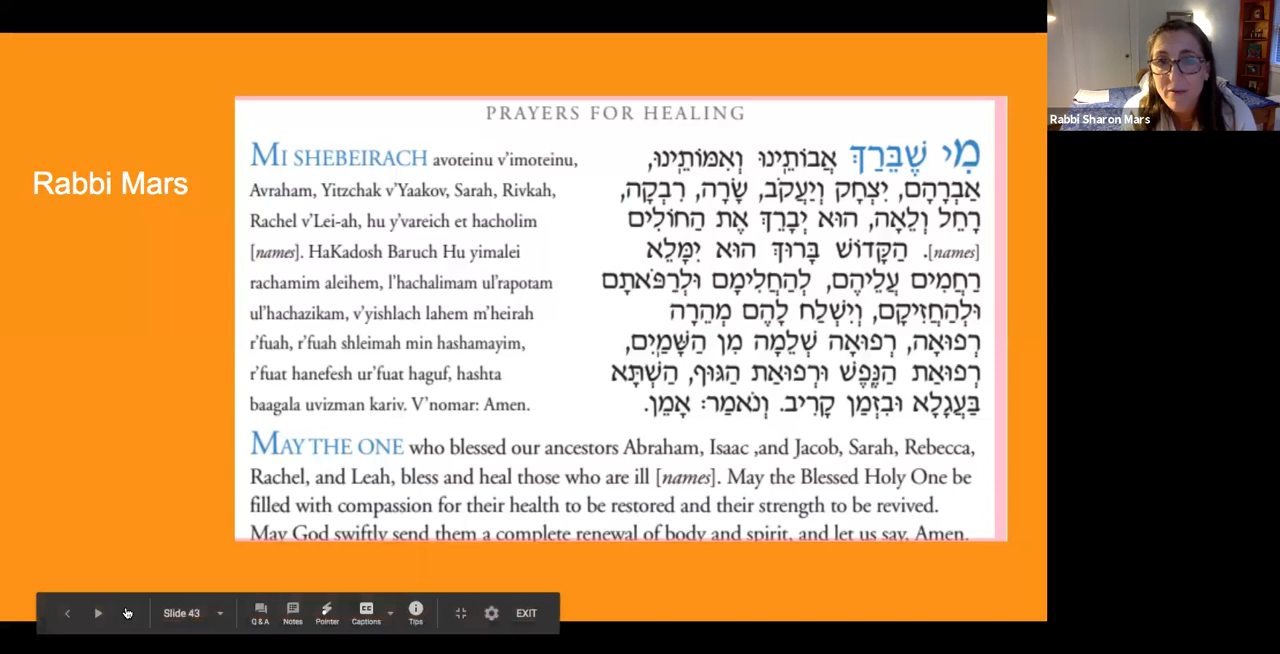 Rabbi Mars
PRAYERS FOR HEALING
MI SHEBEIRACH avoteinu v'imoteinu,
Avraham, Yitzchak v'Yaakov, Sarah, Rivkah,
Rachel v'Lei-ah, hu y'vareich et hacholim
[names]. HaKadosh Baruch Hu yimalei
rachamim aleihem, l'hachalimam ul'rapotam
ul'hachazikam, v'yishlach lahem m'heirah
r'fuah, r'fuah shleimah min hashamayim,
r'fuat hanefesh ur'fuat haguf, hashta
baagala uvizman kariv. V'nomar: Amen.
מִי שֶׁבֵּרַךְ אֲבוֹתֵֽינוּ וְאִמּוֹתֵֽינוּ,
אַבְרָהָם, יִצְחָק וְיַעֲקֹב, שָׂרָה, רִבְקָה,
רָחֵל וְלֵאָה, הוּא יְבָרֵךְ אֶת הַחוֹלִים
[names]. הַקָּדוֹשׁ בָּרוּךְ הוּא יִמָּלֵא
רַחֲמִים עֲלֵיהֶם, לְהַחֲלִימָם וּלְרַפֹּאתָם
וּלְהַחֲזִיקָם, וְיִשְׁלַח לָהֶם מְהֵרָה
רְפוּאָה, רְפוּאָה שְׁלֵמָה מִן הַשָּׁמַֽיִם,
רְפוּאַת הַנֶּֽפֶשׁ וּרְפוּאַת הַגּוּף, הַשְׁתָּא
בַּעֲגָלָא וּבִזְמַן קָרִיב. וְנֹאמַר: אָמֵן.
MAY THE ONE who blessed our ancestors Abraham, Isaac ,and Jacob, Sarah, Rebecca,
Rachel, and Leah, bless and heal those who are ill [names]. May the Blessed Holy One be
filled with compassion for their health to be restored and their strength to be revived.
May God swiftly send them a complete renewal of body and spirit, and let us say, Amen.
Rabbi Sharon Mars
Slide 43
Q & A
Notes
Pointer
Captions
Tips
EXIT